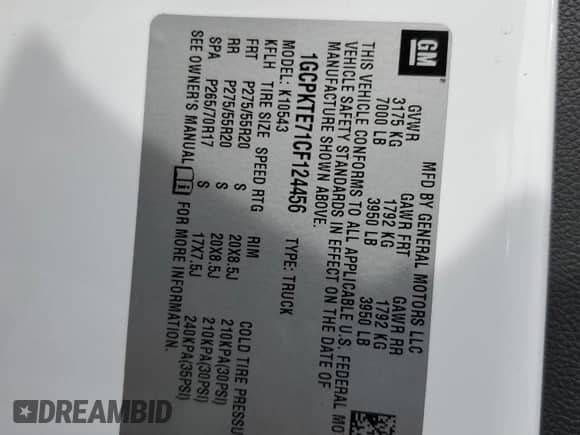 GM
MFD BY GENERAL MOTORS LLC
GVWR GAWR FRT GAWR RR
3175 KG 1792 KG 1792 KG
7000 LB 3950 LB 3950 LB
THIS VEHICLE CONFORMS TO ALL APPLICABLE U.S. FEDERAL MO
VEHICLE SAFETY STANDARDS IN EFFECT ON THE DATE OF
MANUFACTURE SHOWN ABOVE.
1GCPKTE71CF124456 TYPE: TRUCK
MODEL: K10543
KFLH TIRE SIZE SPEED RTG RIM COLD TIRE PRESSU
FRT P275/55R20 S 20X8.5J 210KPA(30PSI)
RR P275/55R20 S 20X8.5J 210KPA(30PSI)
SPA P265/70R17 S 17X7.5J 240KPA(35PSI)
SEE OWNER'S MANUAL FOR MORE INFORMATION
DREAMBID